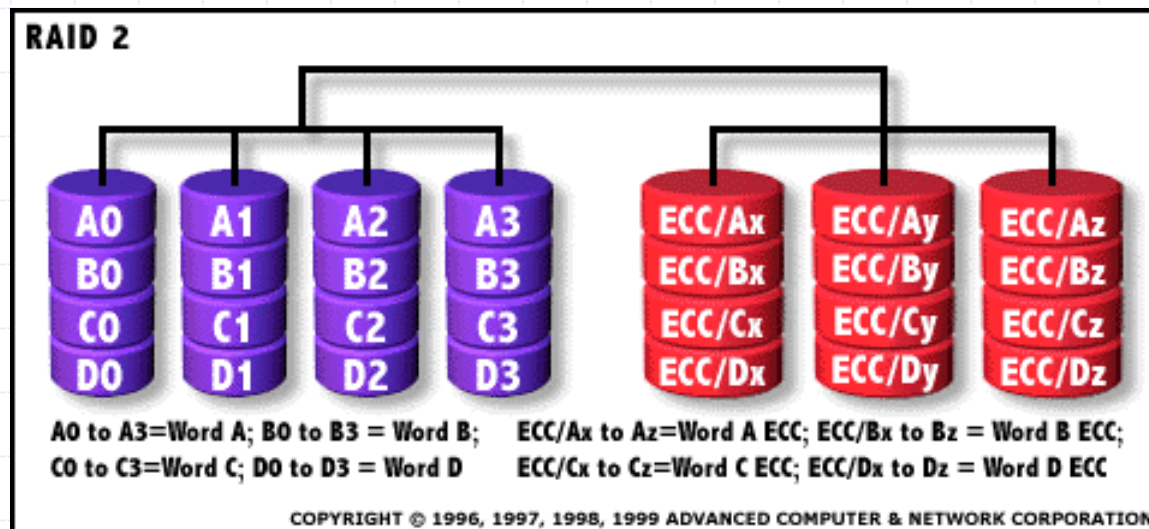 RAID 2
A0 A1 A2 A3 ECC/Ax ECC/Ay ECC/Az
B0 B1 B2 B3 ECC/Bx ECC/By ECC/Bz
C0 C1 C2 C3 ECC/Cx ECC/Cy ECC/Cz
D0 D1 D2 D3 ECC/Dx ECC/Dy ECC/Dz
A0 to A3=Word A; B0 to B3 = Word B; ECC/Ax to Az=Word A ECC; ECC/Bx to Bz = Word B ECC;
C0 to C3=Word C; D0 to D3 = Word D ECC/Cx to Cz=Word C ECC; ECC/Dx to Dz = Word D ECC
COPYRIGHT © 1996, 1997, 1998, 1999 ADVANCED COMPUTER & NETWORK CORPORATION